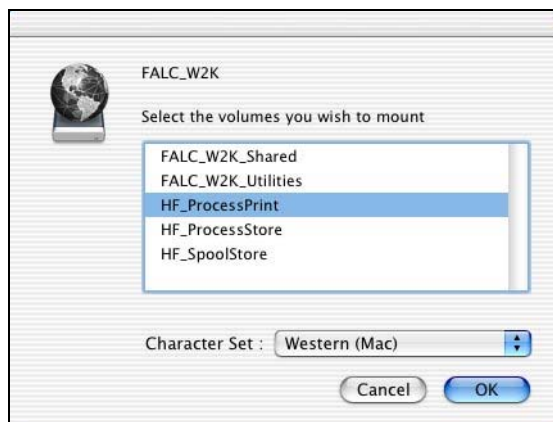 FALC_W2K
Select the volumes you wish to mount
FALC_W2K_Shared
FALC_W2K_Utilities
HF_ProcessPrint
HF_ProcessStore
HF_SpoolStore
Character Set : Western (Mac)
Cancel OK